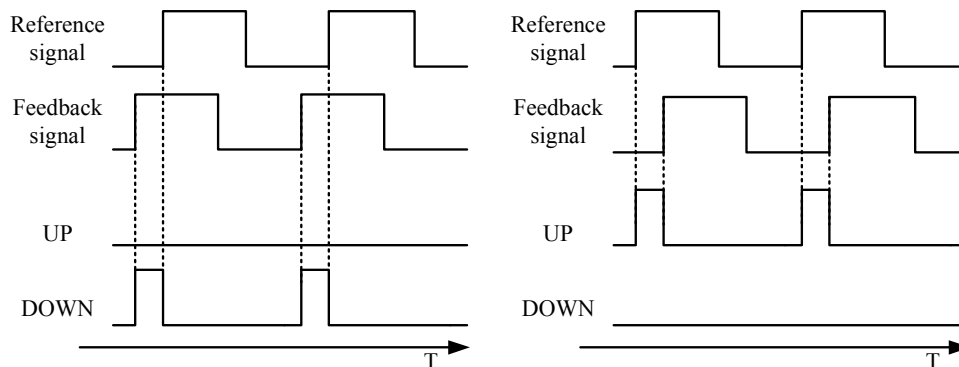 Reference
signal
Feedback
signal
UP
DOWN
T
Reference
signal
Feedback
signal
UP
DOWN
T